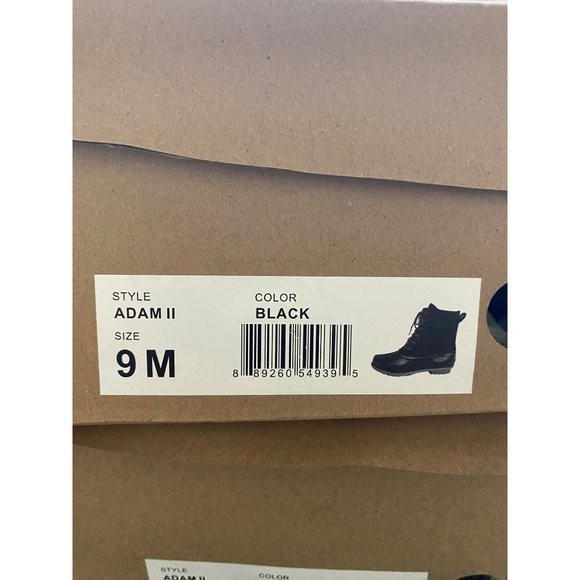 STYLE COLOR
ADAM II BLACK
SIZE
9 M
8 89260 54939 5
STYLE COLOR
ADAM II